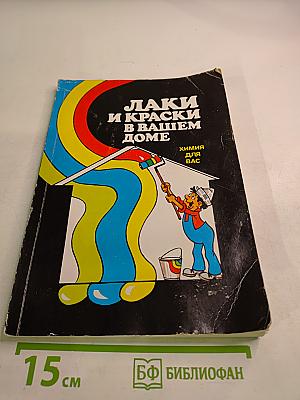 ЛАКИ
И КРАСКИ
В ВАШЕМ
ДОМЕ
ХИМИЯ
ДЛЯ
ВАС
15 см
БФ БИБЛИОФАН